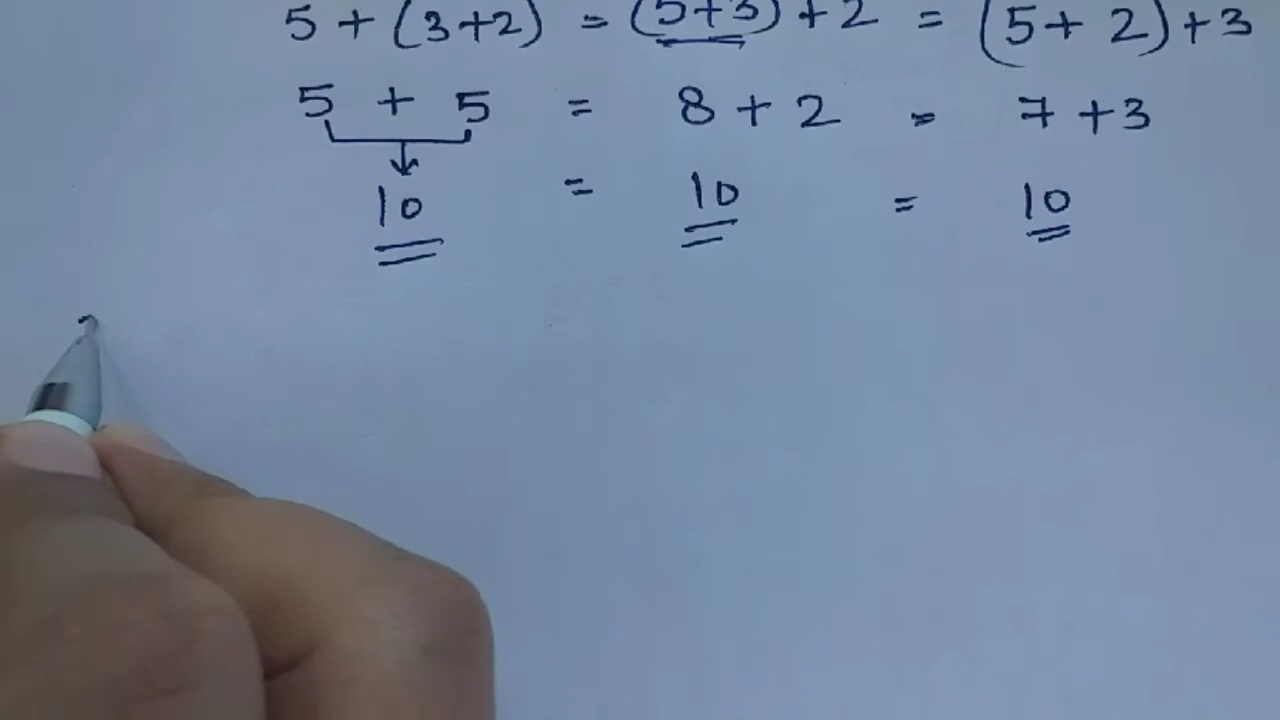 5 + (3+2) = (5+3) + 2 = (5+ 2)+3
5 + 5 = 8 + 2 = 7 +3
10 = 10 = 10